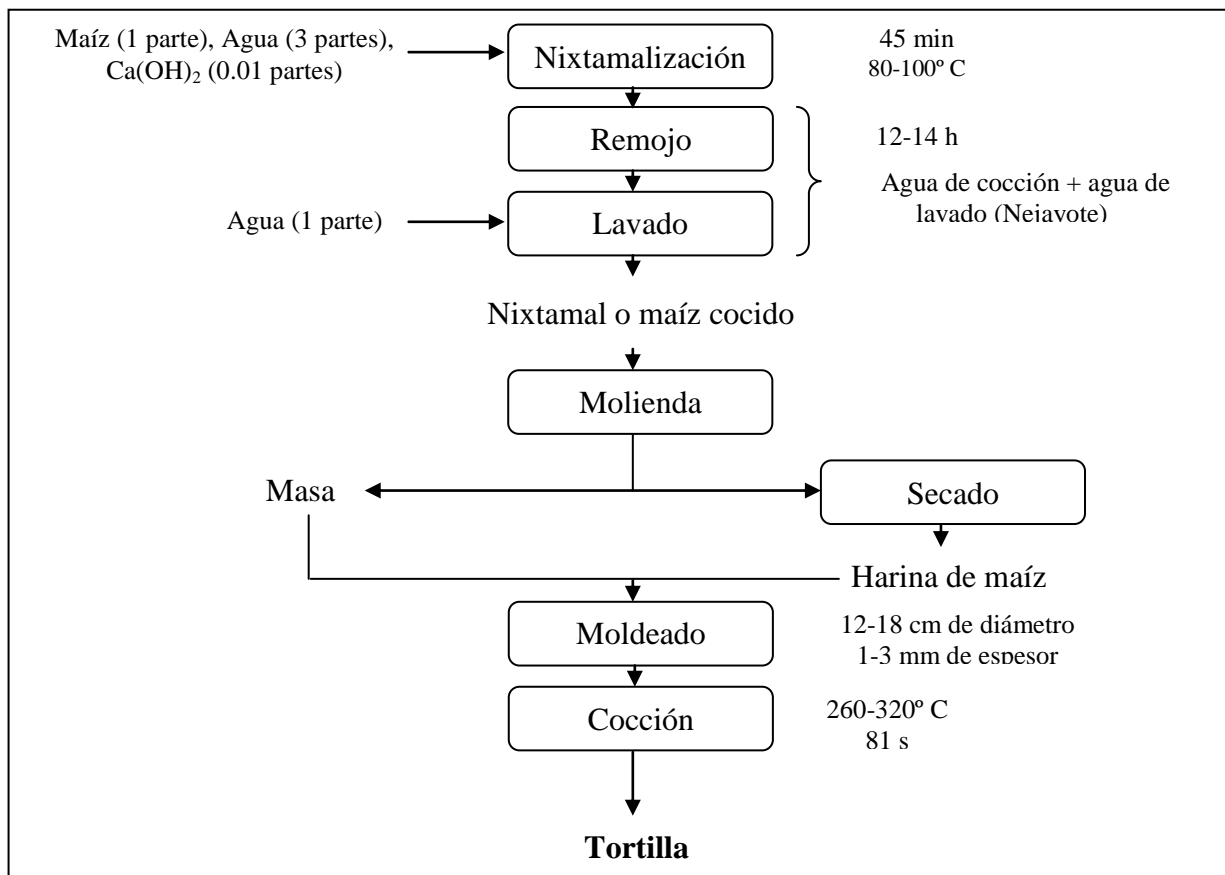 Maíz (1 parte), Agua (3 partes),
Ca(OH)₂ (0.01 partes)
Nixtamalización
45 min
80-100º C
Remojo
12-14 h
Agua de cocción + agua de
lavado (Nejayote)
Agua (1 parte)
Lavado
Nixtamal o maíz cocido
Molienda
Masa
Secado
Harina de maíz
Moldeado
12-18 cm de diámetro
1-3 mm de espesor
Cocción
260-320º C
81 s
Tortilla